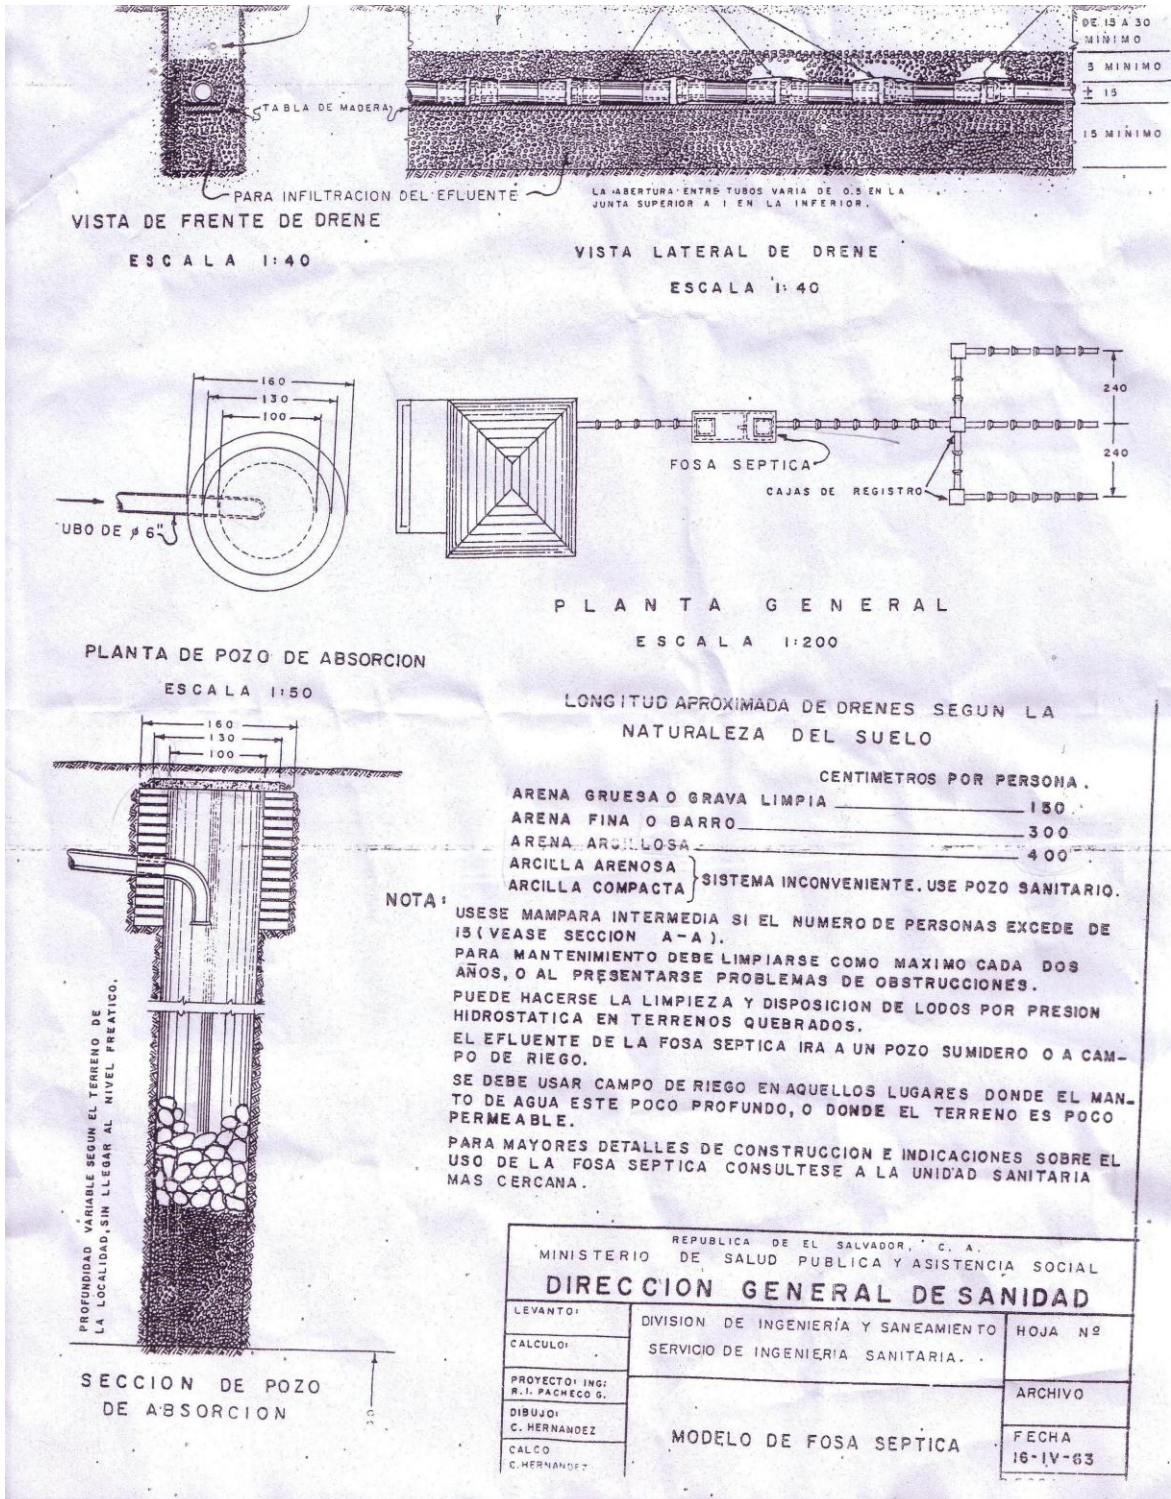 DE 15 A 30
MINIMO
5 MINIMO
± 15
TABLA DE MADERA
15 MINIMO
PARA INFILTRACION DEL EFLUENTE
LA ABERTURA ENTRE TUBOS VARIA DE 0.5 EN LA
JUNTA SUPERIOR A 1 EN LA INFERIOR.
VISTA DE FRENTE DE DRENE
ESCALA 1:40
VISTA LATERAL DE DRENE
ESCALA 1:40
160
130
100
UBO DE ø 6"
FOSA SEPTICA
CAJAS DE REGISTRO
240
240
PLANTA GENERAL
ESCALA 1:200
PLANTA DE POZO DE ABSORCION
ESCALA 1:50
160
130
100
LONGITUD APROXIMADA DE DRENES SEGUN LA
NATURALEZA DEL SUELO
CENTIMETROS POR PERSONA.
ARENA GRUESA O GRAVA LIMPIA 150
ARENA FINA O BARRO 300
ARENA ARCILLOSA 400
ARCILLA ARENOSA
ARCILLA COMPACTA
SISTEMA INCONVENIENTE. USE POZO SANITARIO.
NOTA:
USESE MAMPARA INTERMEDIA SI EL NUMERO DE PERSONAS EXCEDE DE
15 (VEASE SECCION A-A).
PARA MANTENIMIENTO DEBE LIMPIARSE COMO MAXIMO CADA DOS
AÑOS, O AL PRESENTARSE PROBLEMAS DE OBSTRUCCIONES.
PUEDE HACERSE LA LIMPIEZA Y DISPOSICION DE LODOS POR PRESION
HIDROSTATICA EN TERRENOS QUEBRADOS.
EL EFLUENTE DE LA FOSA SEPTICA IRA A UN POZO SUMIDERO O A CAM-
PO DE RIEGO.
SE DEBE USAR CAMPO DE RIEGO EN AQUELLOS LUGARES DONDE EL MAN-
TO DE AGUA ESTE POCO PROFUNDO, O DONDE EL TERRENO ES POCO
PERMEABLE.
PARA MAYORES DETALLES DE CONSTRUCCION E INDICACIONES SOBRE EL
USO DE LA FOSA SEPTICA CONSULTESE A LA UNIDAD SANITARIA
MAS CERCANA.
PROFUNDIDAD VARIABLE SEGUN EL TERRENO DE
LA LOCALIDAD, SIN LLEGAR AL NIVEL FREATICO.
SECCION DE POZO
DE ABSORCION
REPUBLICA DE EL SALVADOR, C. A.
MINISTERIO DE SALUD PUBLICA Y ASISTENCIA SOCIAL
DIRECCION GENERAL DE SANIDAD
LEVANTO:
CALCULO:
PROYECTO: ING:
R. I. PACHECO G.
DIBUJO:
C. HERNANDEZ
CALCO
C. HERNANDEZ
DIVISION DE INGENIERÍA Y SANEAMIENTO
SERVICIO DE INGENIERIA SANITARIA.
MODELO DE FOSA SEPTICA
HOJA Nº
ARCHIVO
FECHA
16-IV-63